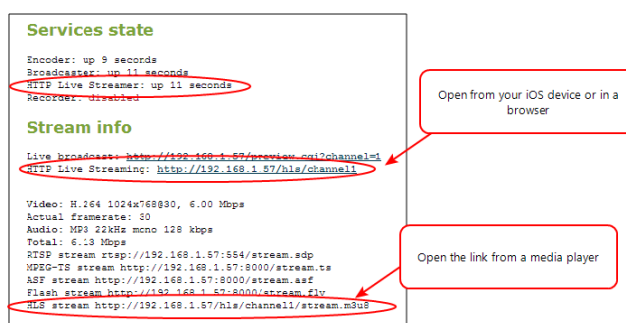 Services state
Encoder: up 9 seconds
Broadcaster: up 11 seconds
HTTP Live Streamer: up 11 seconds
Recorder: disabled
Open from your iOS device or in a
browser
Stream info
Live broadcast: http://192.168.1.57/preview.cgi?channel=1
HTTP Live Streaming: http://192.168.1.57/hls/channel1
Video: H.264 1024x768@30, 6.00 Mbps
Actual framerate: 30
Audio: MP3 22kHz mono 128 kbps
Total: 6.13 Mbps
RTSP stream rtsp://192.168.1.57:554/stream.sdp
MPEG-TS stream http://192.168.1.57:8000/stream.ts
ASF stream http://192.168.1.57:8000/stream.asf
Flash stream http://192.168.1.57:8000/stream.flv
HLS stream http://192.168.1.57/hls/channel1/stream.m3u8
Open the link from a media player